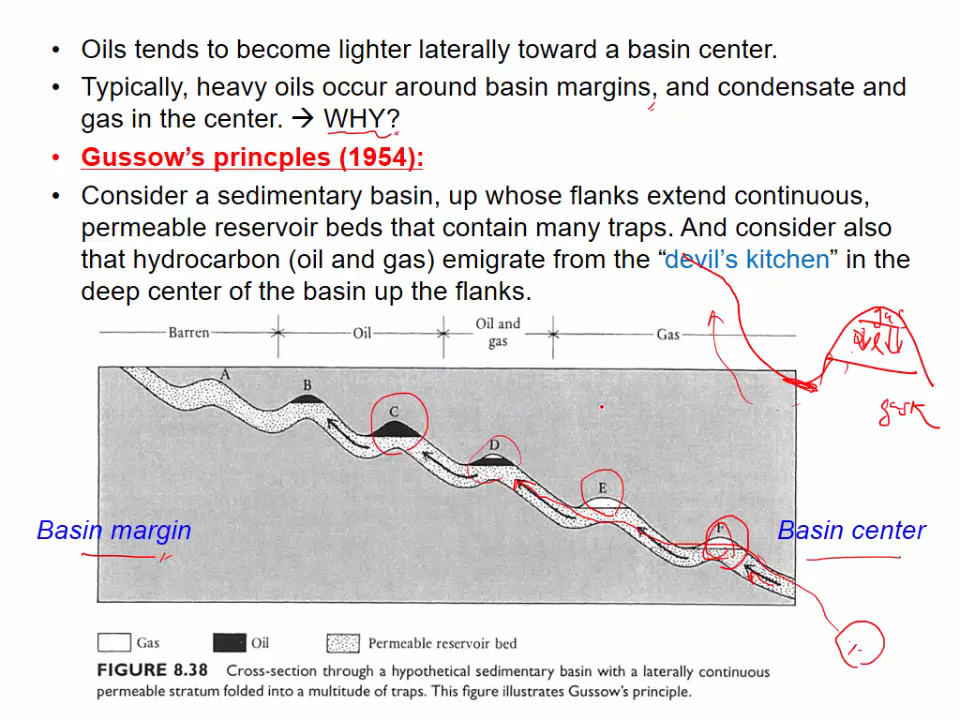 • Oils tends to become lighter laterally toward a basin center.
• Typically, heavy oils occur around basin margins, and condensate and
gas in the center. → WHY?
• Gussow's princples (1954):
• Consider a sedimentary basin, up whose flanks extend continuous,
permeable reservoir beds that contain many traps. And consider also
that hydrocarbon (oil and gas) emigrate from the “devil's kitchen” in the
deep center of the basin up the flanks.
Barren Oil Oil and gas Gas
gas
A
B
C
D
E
F
Basin margin
Basin center
Gas Oil Permeable reservoir bed
FIGURE 8.38 Cross-section through a hypothetical sedimentary basin with a laterally continuous
permeable stratum folded into a multitude of traps. This figure illustrates Gussow's principle.